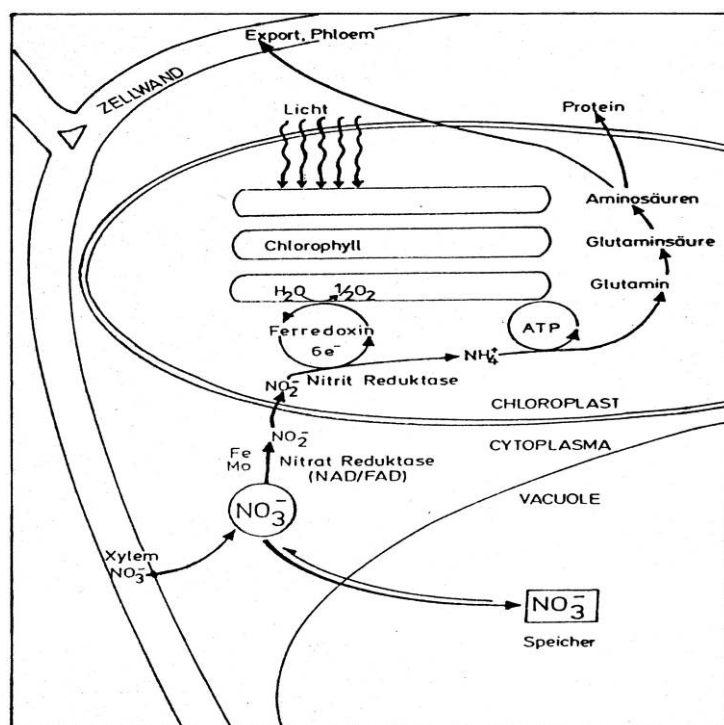 Export, Phloem
ZELLWAND
Licht
Protein
Aminosäuren
Chlorophyll
Glutaminsäure
Glutamin
H₂O ½O₂
Ferredoxin
6e⁻
ATP
NH₄⁺
NO₂⁻ Nitrit Reduktase
CHLOROPLAST
NO₂⁻
CYTOPLASMA
Fe
Mo
Nitrat Reduktase
(NAD/FAD)
VACUOLE
NO₃⁻
Xylem
NO₃⁻
NO₃⁻
Speicher